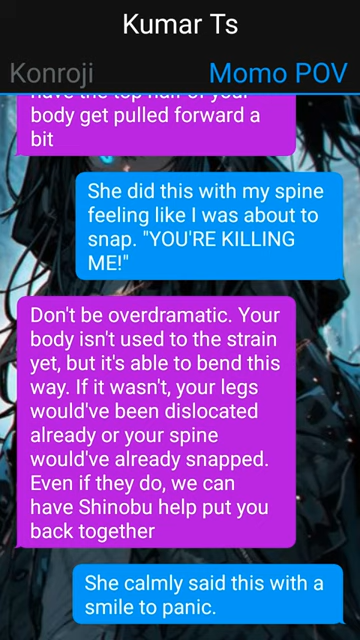 Kumar Ts
Konroji
Momo POV
have the top half of your
body get pulled forward a
bit
She did this with my spine
feeling like I was about to
snap. "YOU'RE KILLING
ME!"
Don't be overdramatic. Your
body isn't used to the strain
yet, but it's able to bend this
way. If it wasn't, your legs
would've been dislocated
already or your spine
would've already snapped.
Even if they do, we can
have Shinobu help put you
back together
She calmly said this with a
smile to panic.